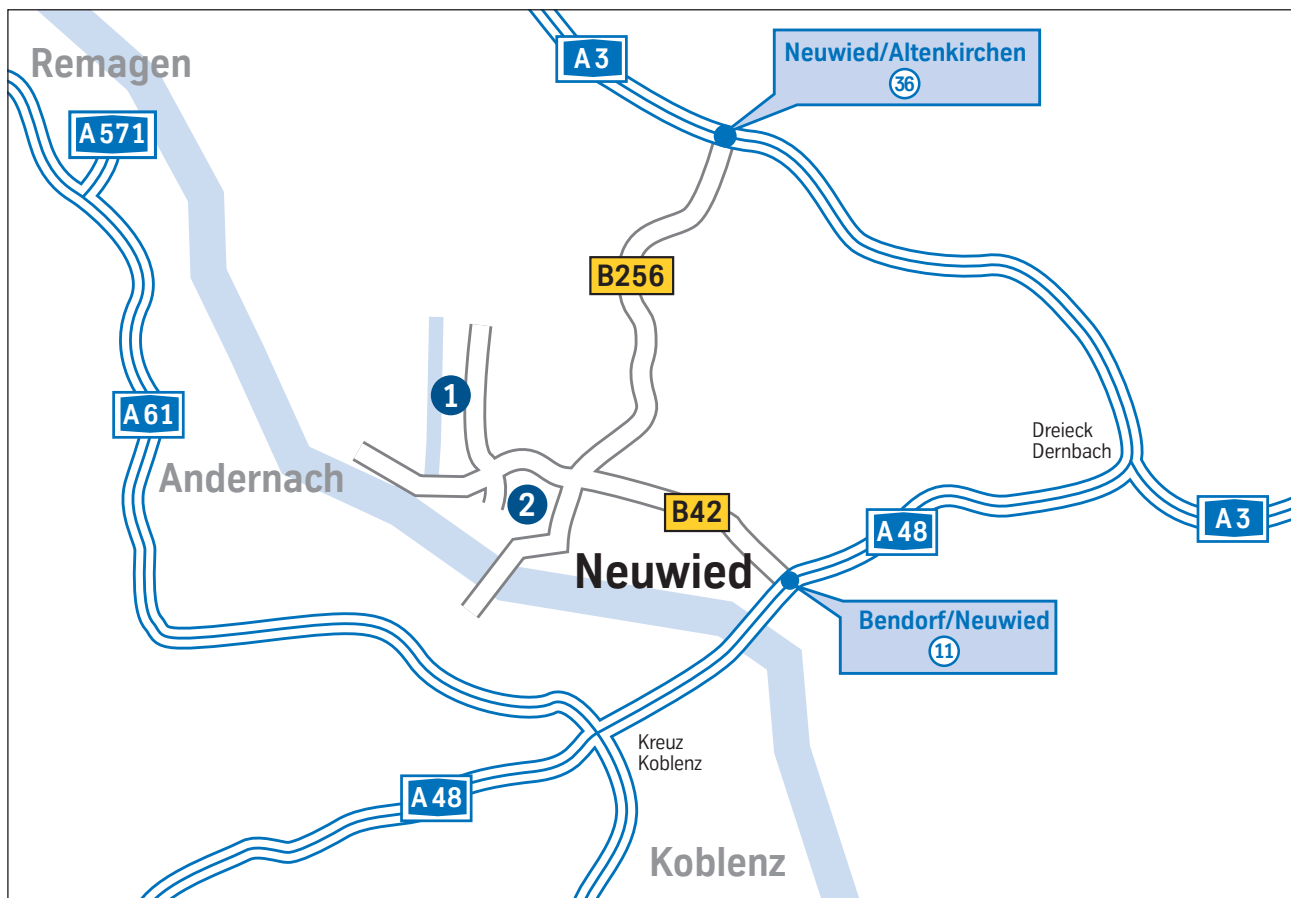 Remagen
A 3
Neuwied/Altenkirchen
36
A 571
B256
1
A 61
Dreieck
Dernbach
Andernach
2
B42
A 48
A 3
Neuwied
Bendorf/Neuwied
11
Kreuz
Koblenz
A 48
Koblenz